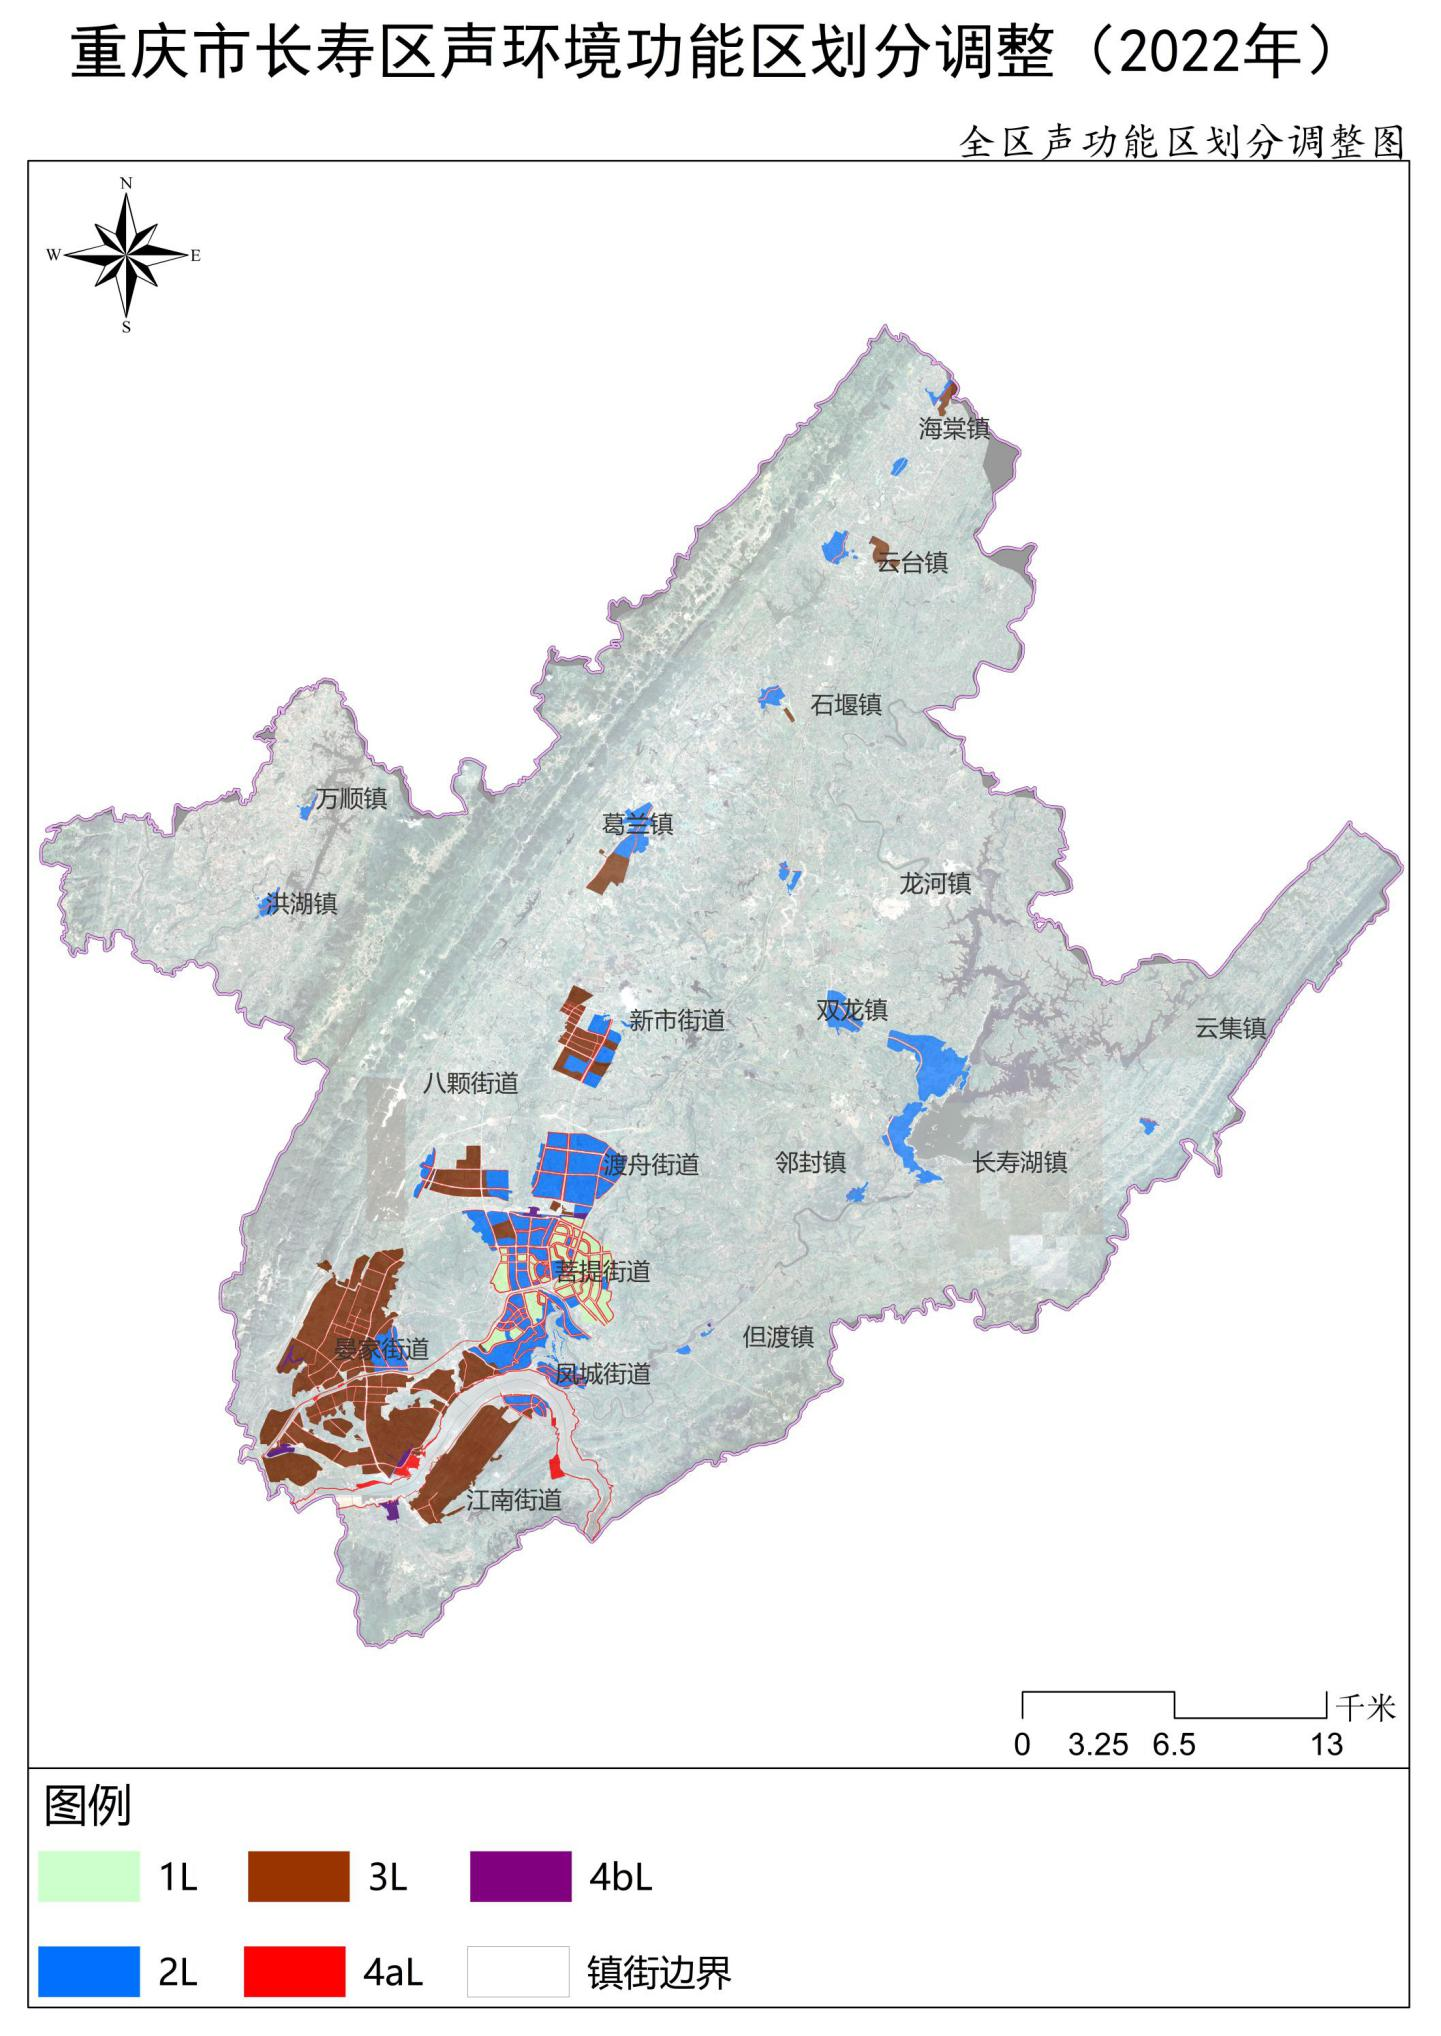 重庆市长寿区声环境功能区划分调整（2022年）
全区声功能区划分调整图
N
W
E
S
海棠镇
云台镇
石堰镇
万顺镇
葛兰镇
龙河镇
洪湖镇
双龙镇
新市街道
云集镇
八颗街道
渡舟街道
邻封镇
长寿湖镇
菩提街道
但渡镇
晏家街道
凤城街道
江南街道
千米
0 3.25 6.5 13
图例
1L 3L 4bL
2L 4aL 镇街边界